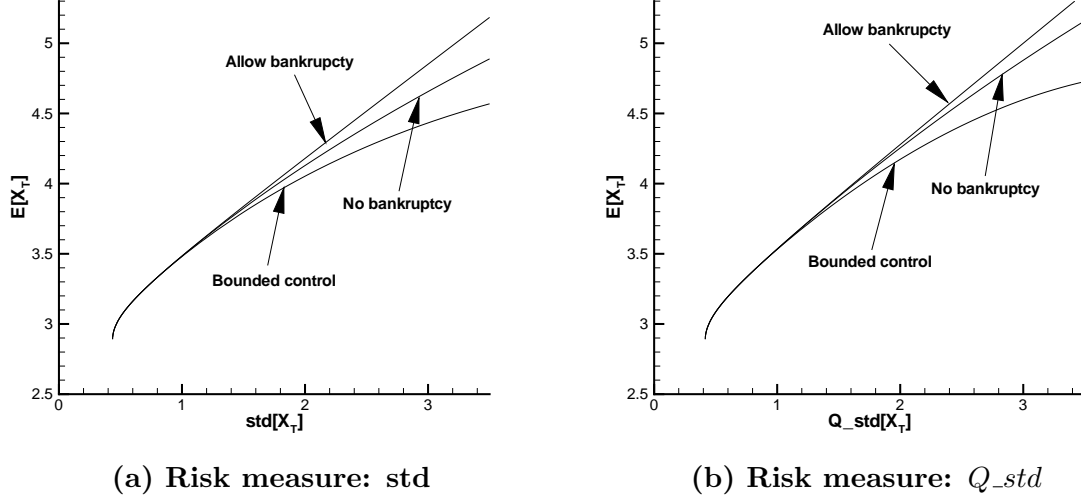 5
4.5
4
3.5
3
2.5
0
1
2
3
E[X_T]
std[X_T]
Allow bankrupcty
No bankruptcy
Bounded control
(a) Risk measure: std
5
4.5
4
3.5
3
2.5
0
1
2
3
E[X_T]
Q_std[X_T]
Allow bankrupcty
No bankruptcy
Bounded control
(b) Risk measure: Q_std